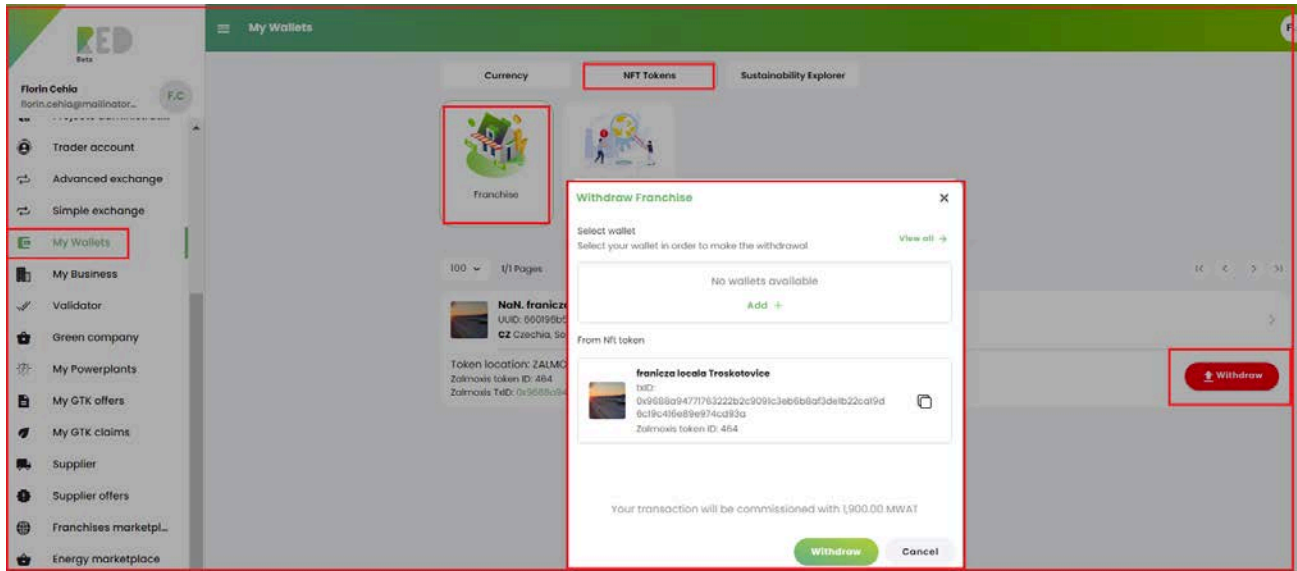 RED
Beta
Florin Cehia
F.C
florin.cehia@mailinator...
Trader account
Advanced exchange
Simple exchange
My Wallets
My Business
Validator
Green company
My Powerplants
My GTK offers
My GTK claims
Supplier
Supplier offers
Franchises marketpl...
Energy marketplace
My Wallets
Currency
NFT Tokens
Sustainability Explorer
Franchise
100
1/1 Pages
NaN. franicza
CZ Czechia, So
Token location: ZALMO
Zalmoxis token ID: 464
Zalmoxis TxID:
Withdraw
Withdraw Franchise
Select wallet
Select your wallet in order to make the withdrawal
View all →
No wallets available
Add +
From Nft token
franicza locala Troskotovice
txID:
Zalmoxis token ID: 464
Your transaction will be commissioned with 1,900.00 MWAT
Withdraw
Cancel